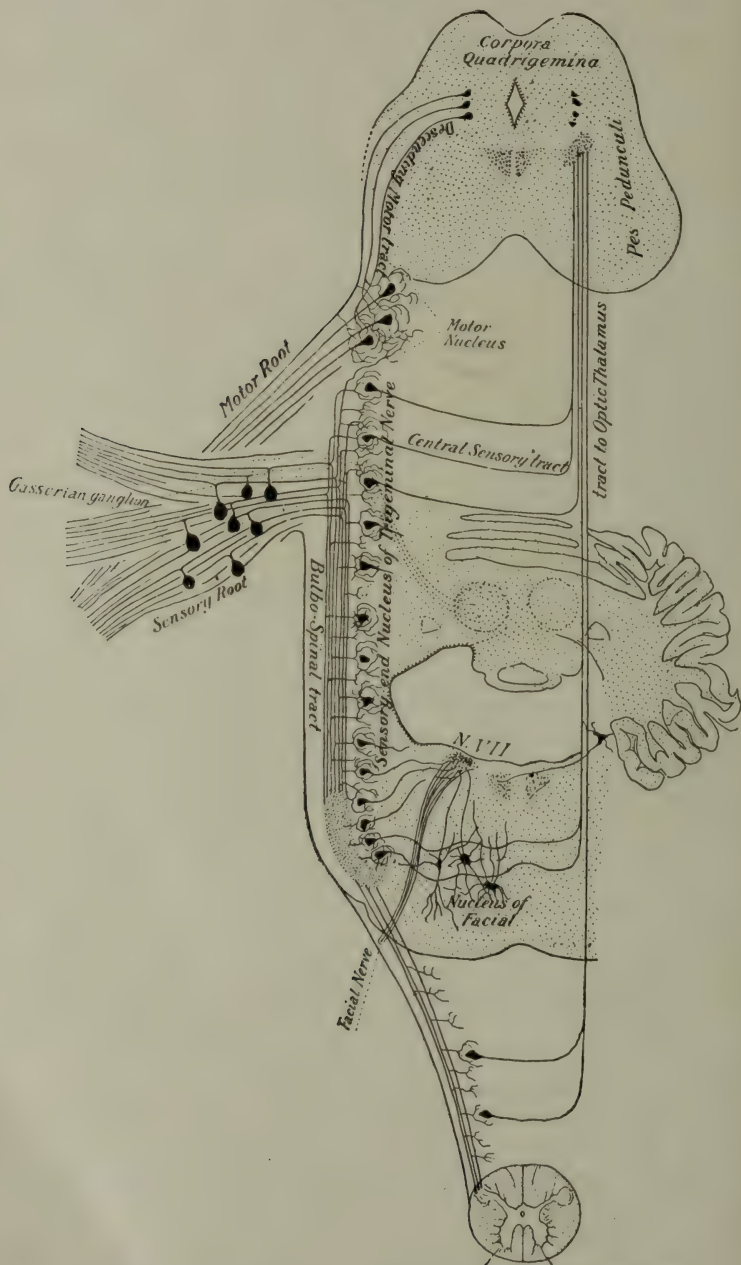 Corpora
Quadrigemina
Descending Motor tract
Pes Pedunculi
Motor
Nucleus
Motor Root
tract to Optic Thalamus
Central Sensory tract
Gasserian ganglion
Sensory end Nucleus of Trigeminal Nerve
Sensory Root
Bulbo-Spinal tract
N. VII
Nucleus of
Facial
Facial Nerve